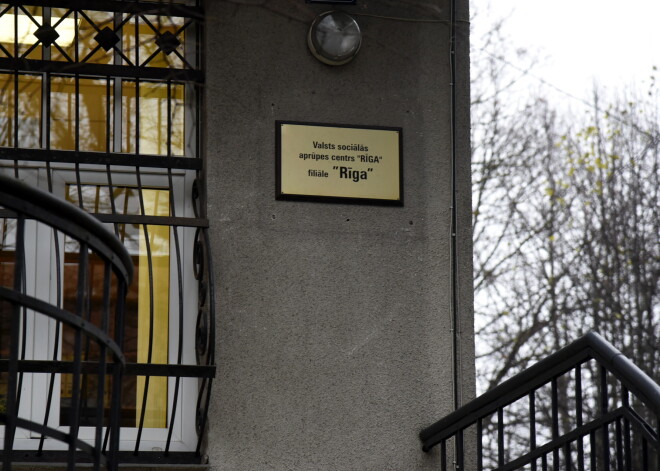 Valsts sociālās
aprūpes centrs "RĪGA"
filiāle "Rīga"